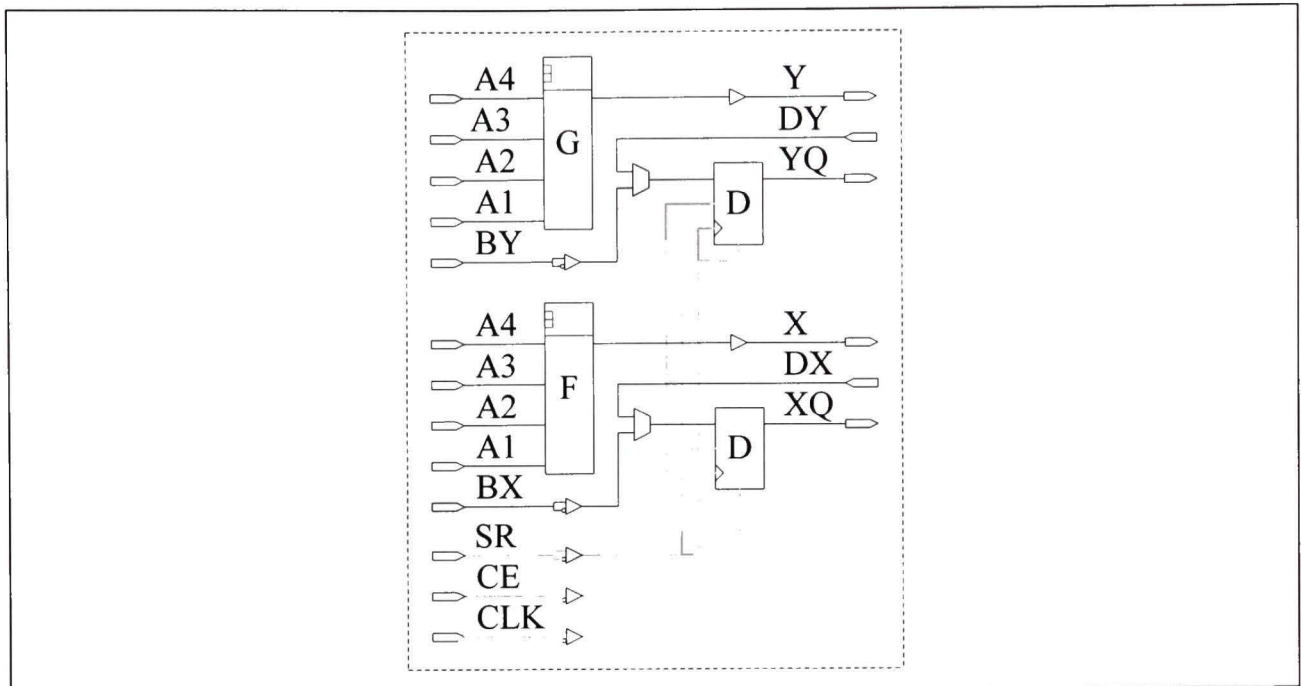 A4 Y
A3 DY
G
A2 YQ
A1 D
BY
A4 X
A3 DX
F
A2 XQ
A1 D
BX
SR
CE
CLK